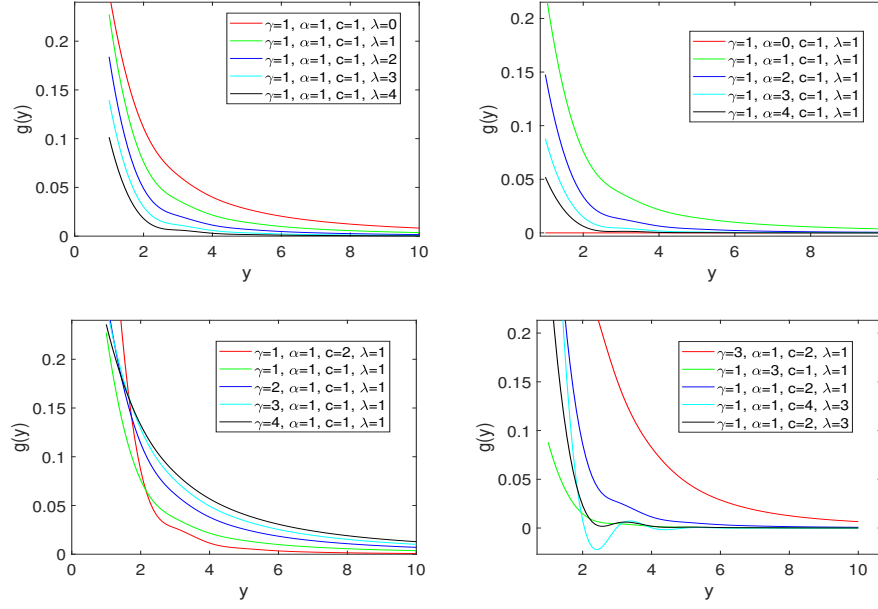 0.2
0.15
0.1
0.05
0
g(y)
0 2 4 6 8 10
y
γ=1, α=1, c=1, λ=0
γ=1, α=1, c=1, λ=1
γ=1, α=1, c=1, λ=2
γ=1, α=1, c=1, λ=3
γ=1, α=1, c=1, λ=4
0.2
0.15
0.1
0.05
0
g(y)
2 4 6 8
y
γ=1, α=0, c=1, λ=1
γ=1, α=1, c=1, λ=1
γ=1, α=2, c=1, λ=1
γ=1, α=3, c=1, λ=1
γ=1, α=4, c=1, λ=1
0.2
0.15
0.1
0.05
0
g(y)
2 4 6 8 10
y
γ=1, α=1, c=2, λ=1
γ=1, α=1, c=1, λ=1
γ=2, α=1, c=1, λ=1
γ=3, α=1, c=1, λ=1
γ=4, α=1, c=1, λ=1
0.2
0.15
0.1
0.05
0
g(y)
2 4 6 8 10
y
γ=3, α=1, c=2, λ=1
γ=1, α=3, c=1, λ=1
γ=1, α=1, c=2, λ=1
γ=1, α=1, c=4, λ=3
γ=1, α=1, c=2, λ=3